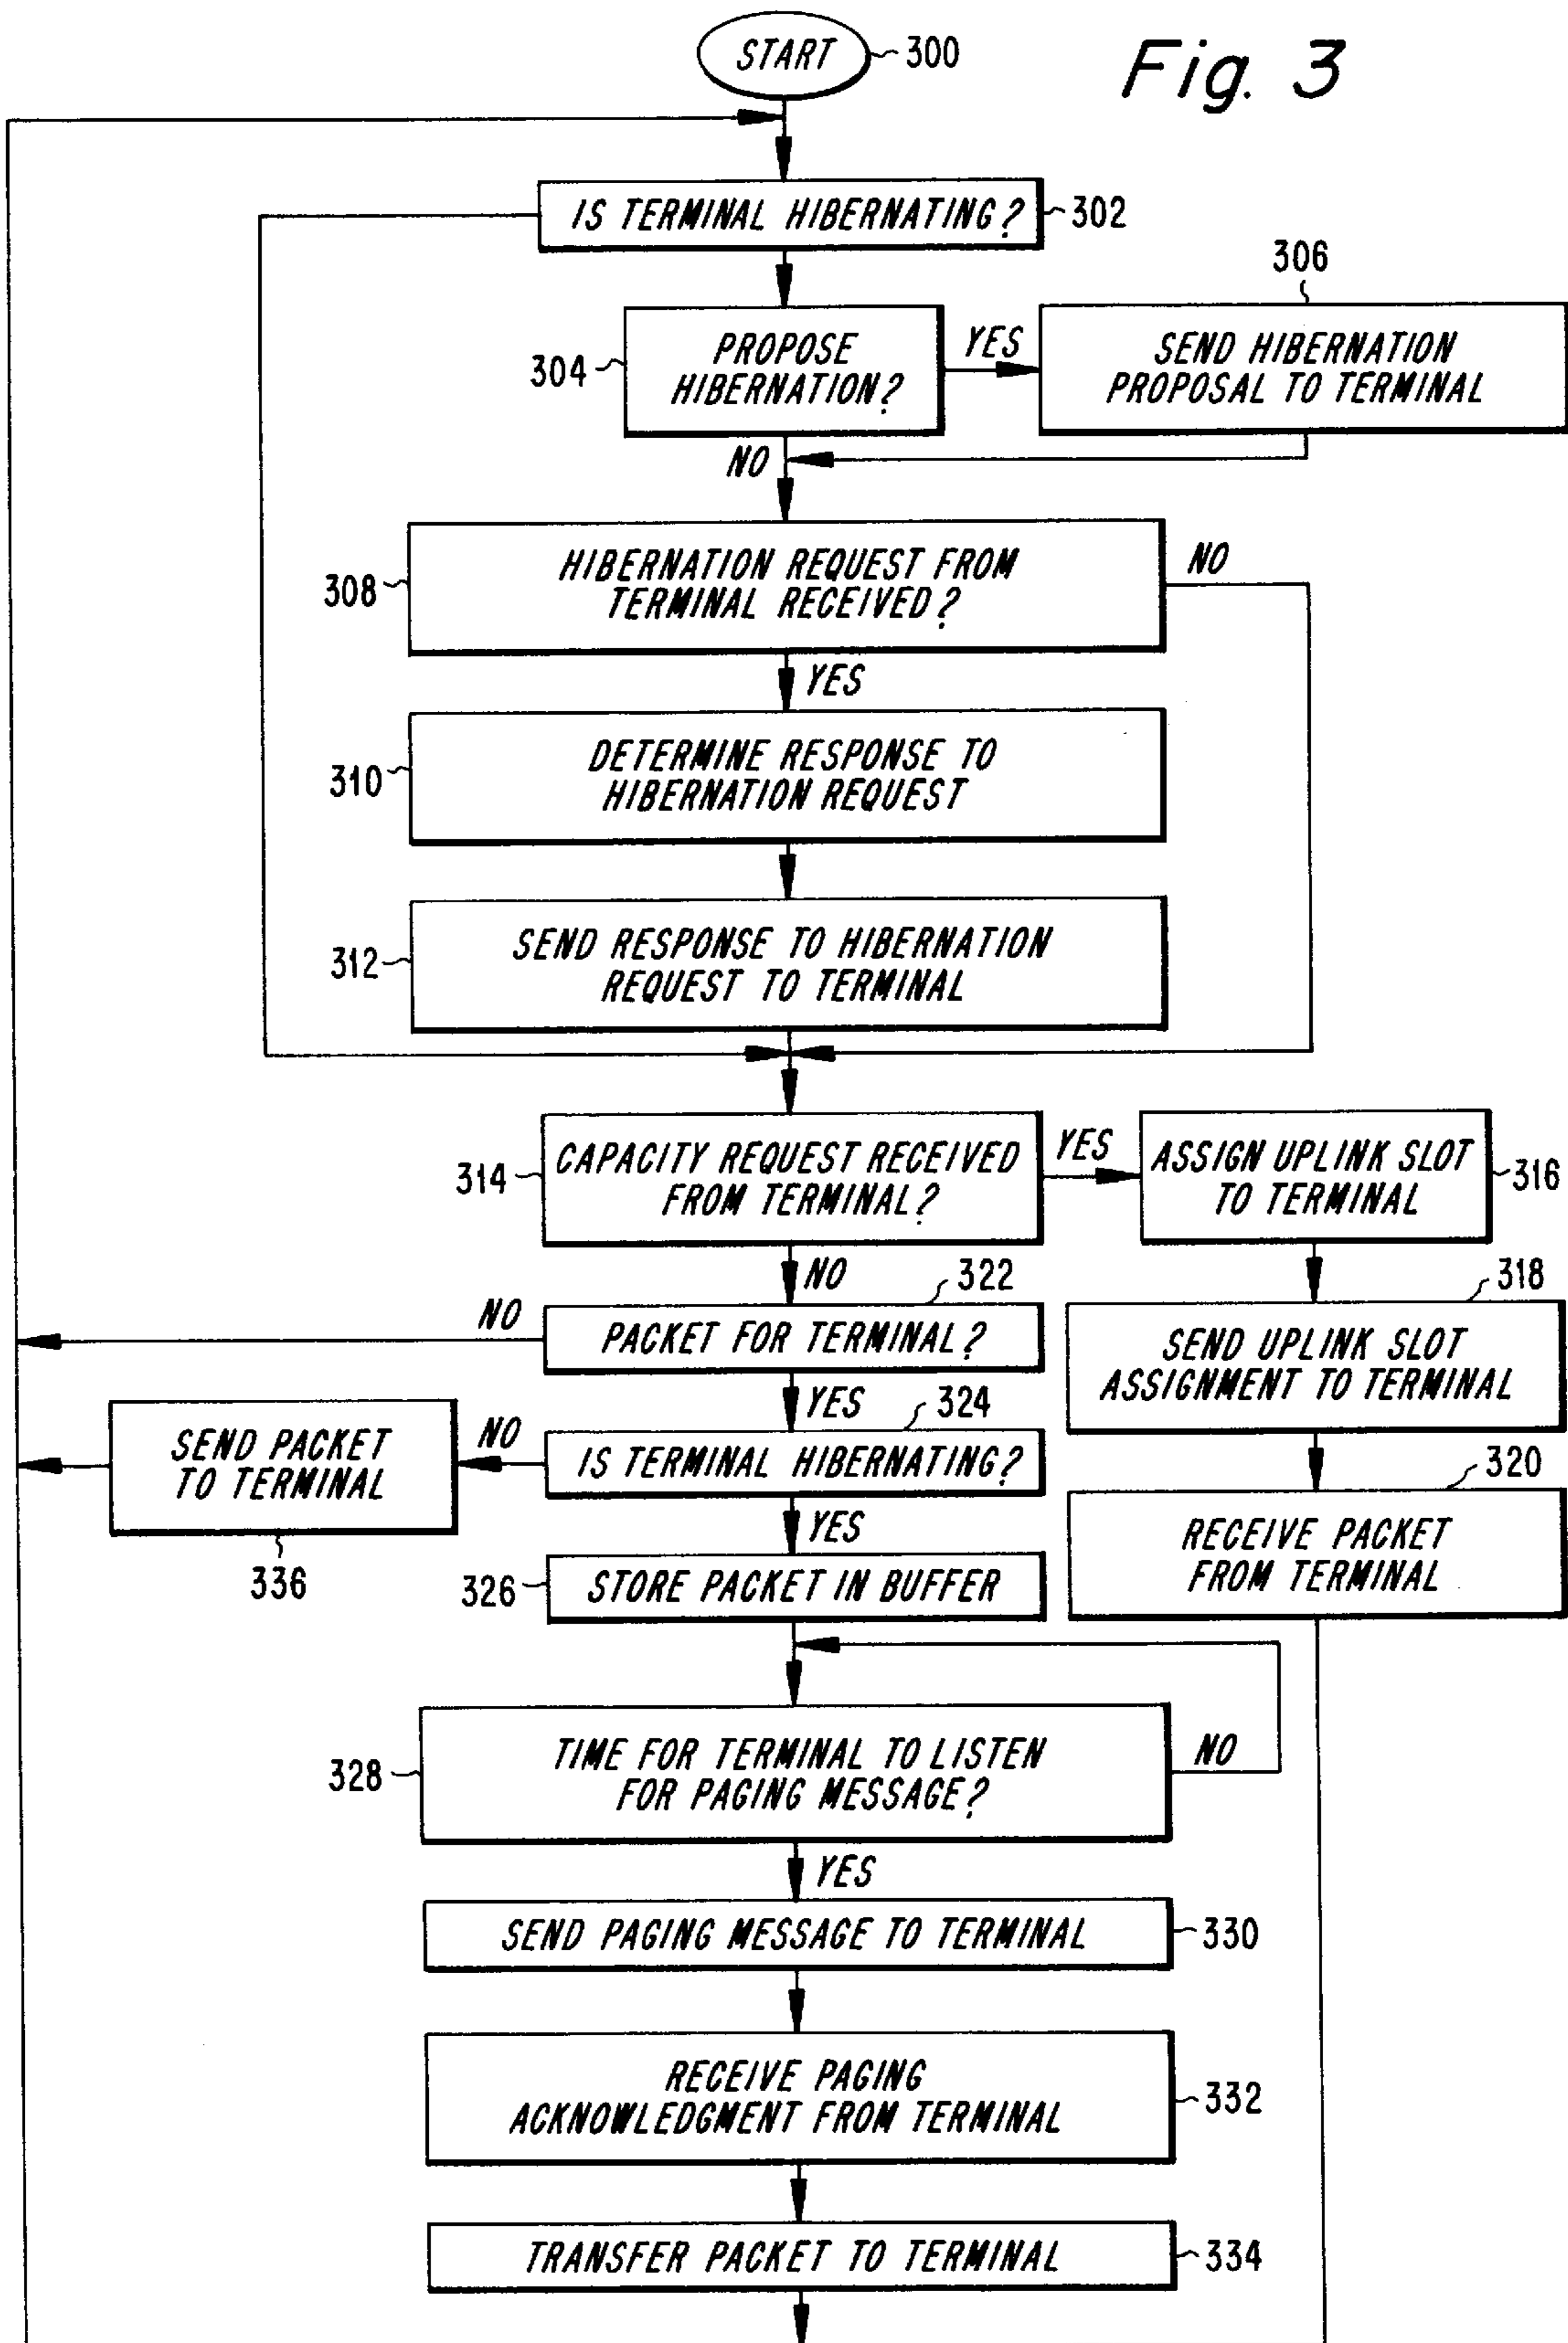 START
300
Fig. 3
IS TERMINAL HIBERNATING?
302
306
304
PROPOSE
HIBERNATION?
YES
SEND HIBERNATION
PROPOSAL TO TERMINAL
NO
308
HIBERNATION REQUEST FROM
TERMINAL RECEIVED?
NO
YES
310
DETERMINE RESPONSE TO
HIBERNATION REQUEST
312
SEND RESPONSE TO HIBERNATION
REQUEST TO TERMINAL
314
CAPACITY REQUEST RECEIVED
FROM TERMINAL?
YES
ASSIGN UPLINK SLOT
TO TERMINAL
316
NO
322
318
NO
PACKET FOR TERMINAL?
SEND UPLINK SLOT
ASSIGNMENT TO TERMINAL
YES
324
SEND PACKET
TO TERMINAL
NO
IS TERMINAL HIBERNATING?
320
336
YES
RECEIVE PACKET
FROM TERMINAL
326
STORE PACKET IN BUFFER
328
TIME FOR TERMINAL TO LISTEN
FOR PAGING MESSAGE?
NO
YES
SEND PAGING MESSAGE TO TERMINAL
330
RECEIVE PAGING
ACKNOWLEDGMENT FROM TERMINAL
332
TRANSFER PACKET TO TERMINAL
334